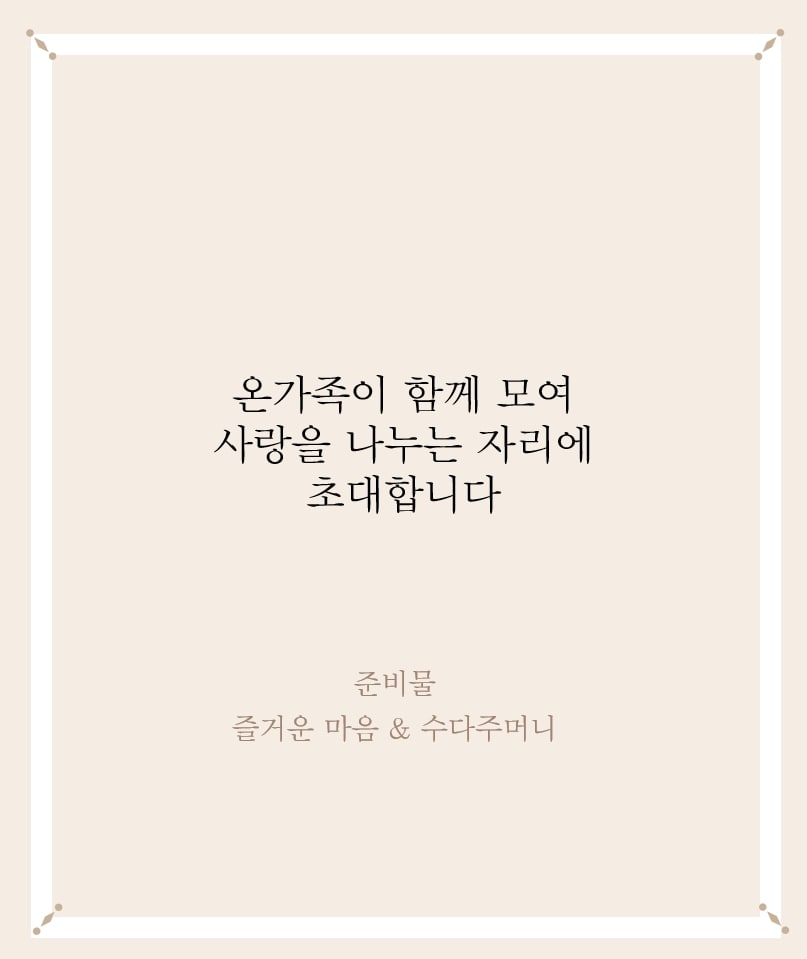 온가족이 함께 모여
사랑을 나누는 자리에
초대합니다
준비물
즐거운 마음 & 수다주머니